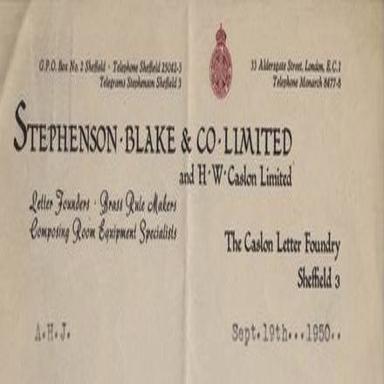 G.P.O. Box No. 2 Sheffield · Telephone Sheffield 25042-3
Telegrams Stephenson Sheffield 3
33 Aldersgate Street, London, E.C.1
Telephone Monarch 8477-8
STEPHENSON·BLAKE & CO·LIMITED
and H·W·Caslon Limited
Letter Founders · Brass Rule Makers
Composing Room Equipment Specialists
The Caslon Letter Foundry
Sheffield 3
A.H.J.
Sept.19th...1950..